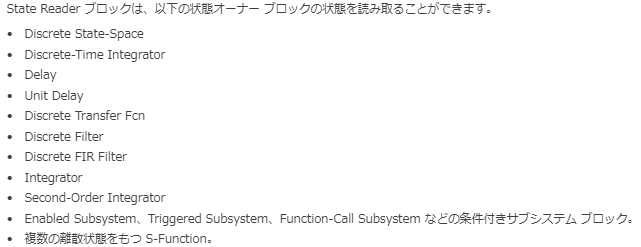 State Reader ブロックは、以下の状態オーナー ブロックの状態を読み取ることができます。
• Discrete State-Space
• Discrete-Time Integrator
• Delay
• Unit Delay
• Discrete Transfer Fcn
• Discrete Filter
• Discrete FIR Filter
• Integrator
• Second-Order Integrator
• Enabled Subsystem、Triggered Subsystem、Function-Call Subsystem などの条件付きサブシステム ブロック。
• 複数の離散状態をもつ S-Function。